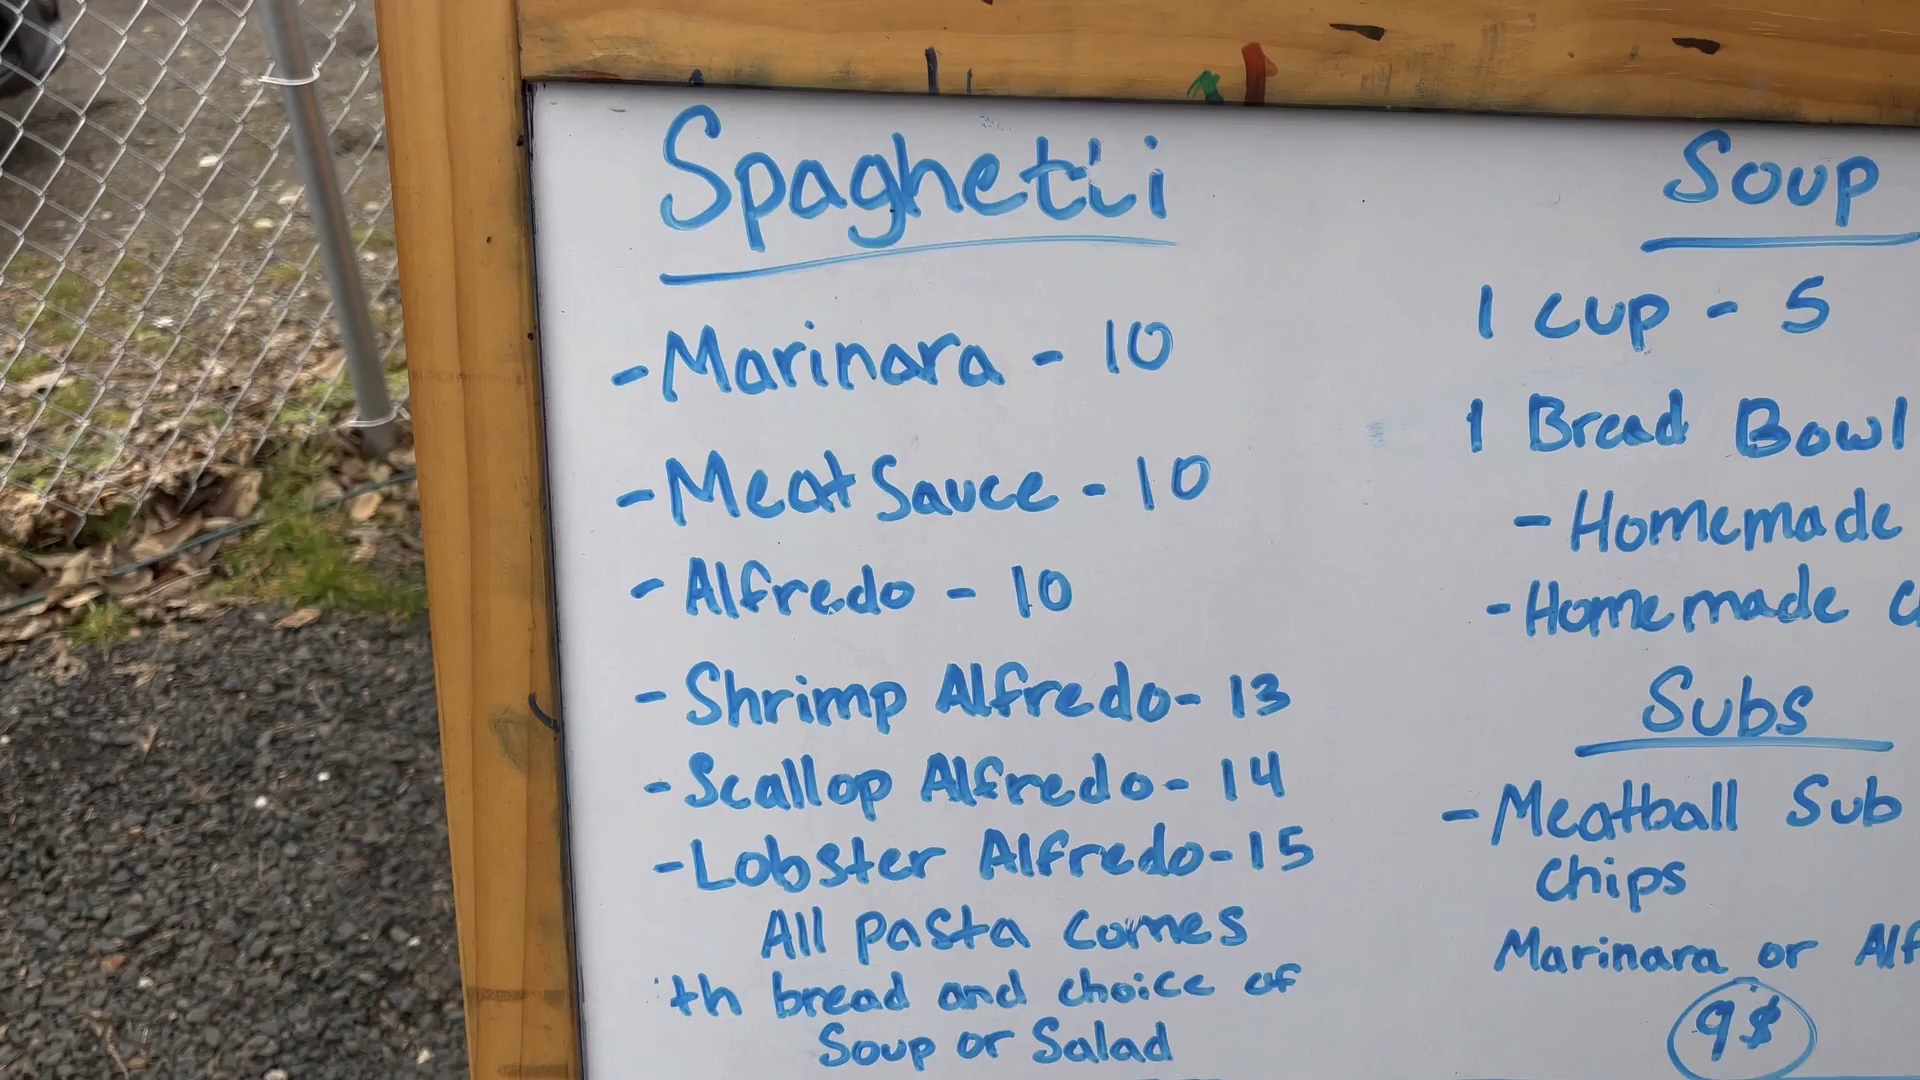 Spaghetti
- Marinara - 10
- Meat Sauce - 10
- Alfredo - 10
- Shrimp Alfredo - 13
- Scallop Alfredo - 14
- Lobster Alfredo - 15
All pasta comes
th bread and choice of
Soup or Salad
Soup
1 cup - 5
1 Bread Bowl
- Homemade
- Homemade
Subs
- Meatball Sub
Chips
Marinara or Alf
9$